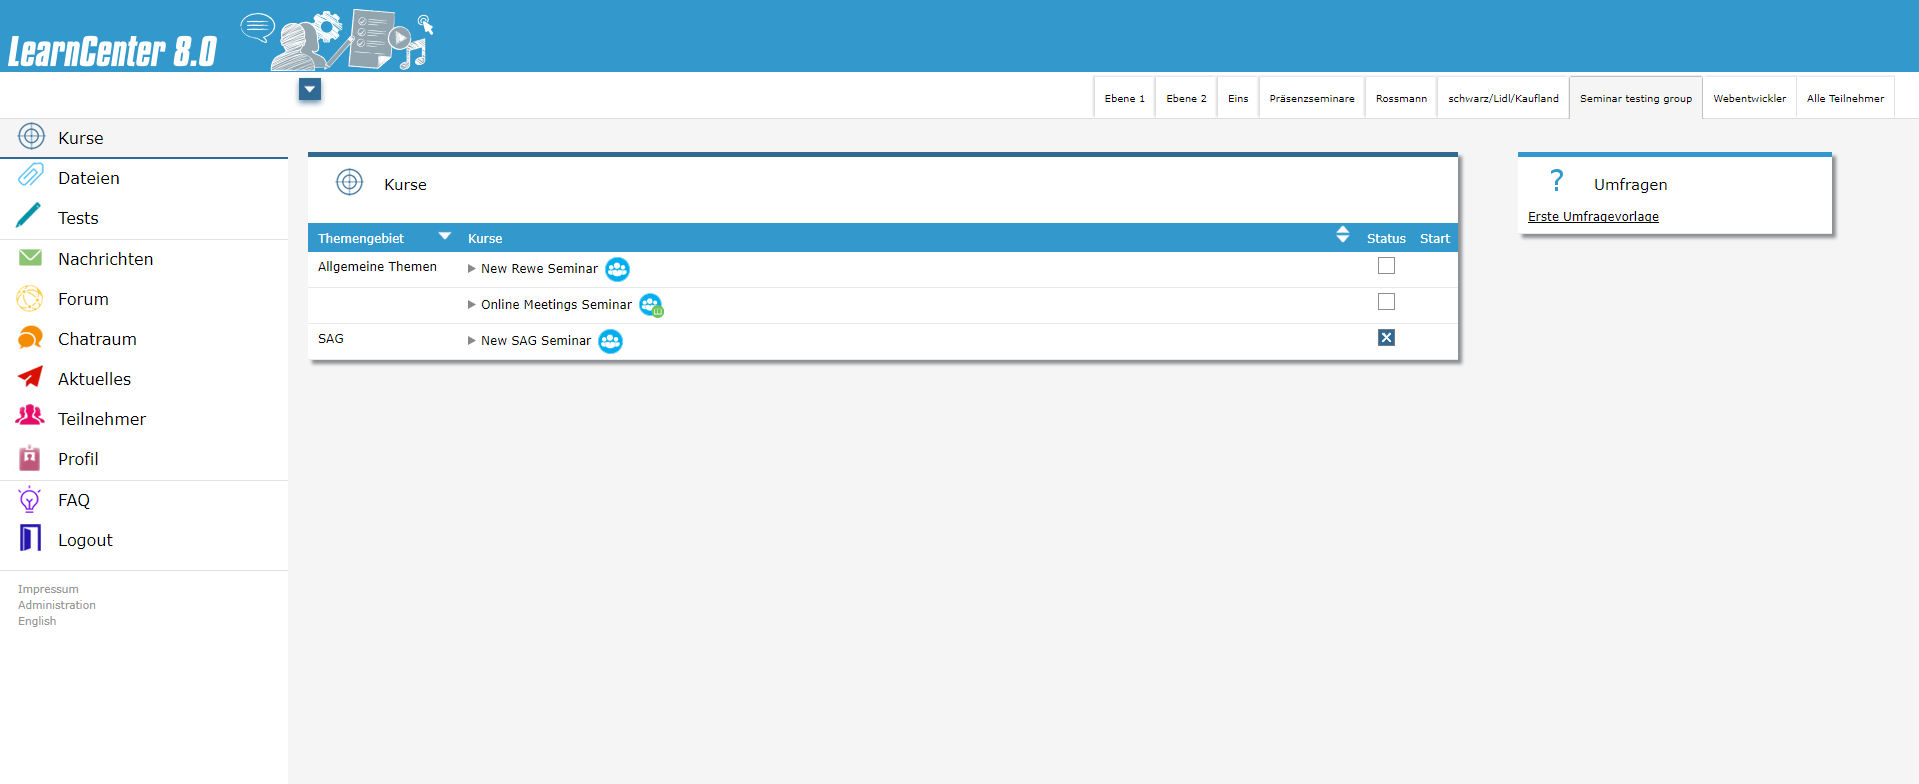 LearnCenter 8.0
Ebene 1
Ebene 2
Eins
Präsenzseminare
Rossmann
schwarz/Lidl/Kaufland
Seminar testing group
Webentwickler
Alle Teilnehmer
Kurse
Dateien
Tests
Nachrichten
Forum
Chatraum
Aktuelles
Teilnehmer
Profil
FAQ
Logout
Impressum
Administration
English
Kurse
Themengebiet Kurse Status Start
Allgemeine Themen New Rewe Seminar
Online Meetings Seminar
SAG New SAG Seminar
? Umfragen
Erste Umfragevorlage